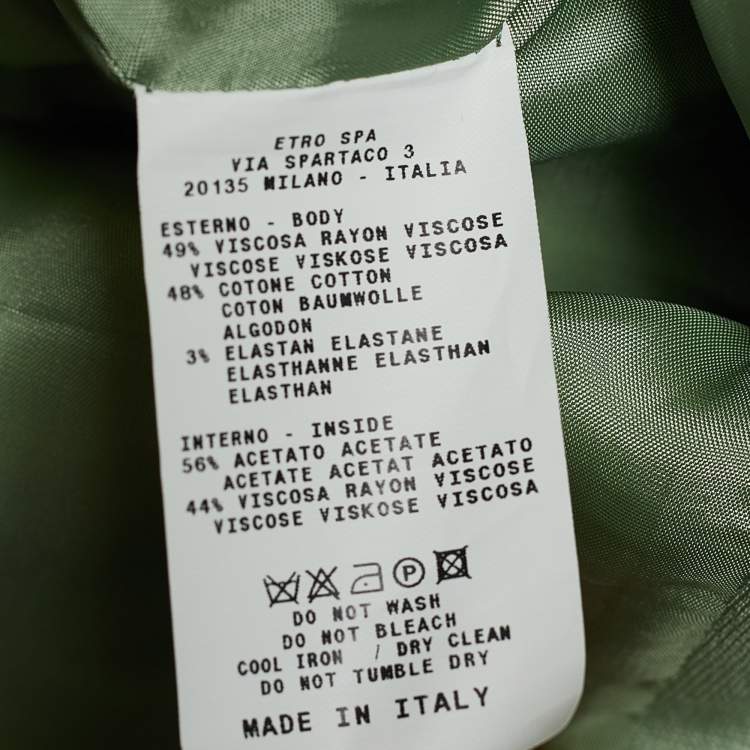 ETRO SPA
VIA SPARTACO 3
20135 MILANO - ITALIA
ESTERNO - BODY
49% VISCOSA RAYON VISCOSE
VISCOSE VISKOSE VISCOSA
48% COTONE COTTON
COTON BAUMWOLLE
ALGODON
3% ELASTAN ELASTANE
ELASTHANNE ELASTHAN
ELASTHAN
INTERNO - INSIDE
56% ACETATO ACETATE
ACETATE ACETAT ACETATO
44% VISCOSA RAYON VISCOSE
VISCOSE VISKOSE VISCOSA
P
DO NOT WASH
DO NOT BLEACH
COOL IRON / DRY CLEAN
DO NOT TUMBLE DRY
MADE IN ITALY